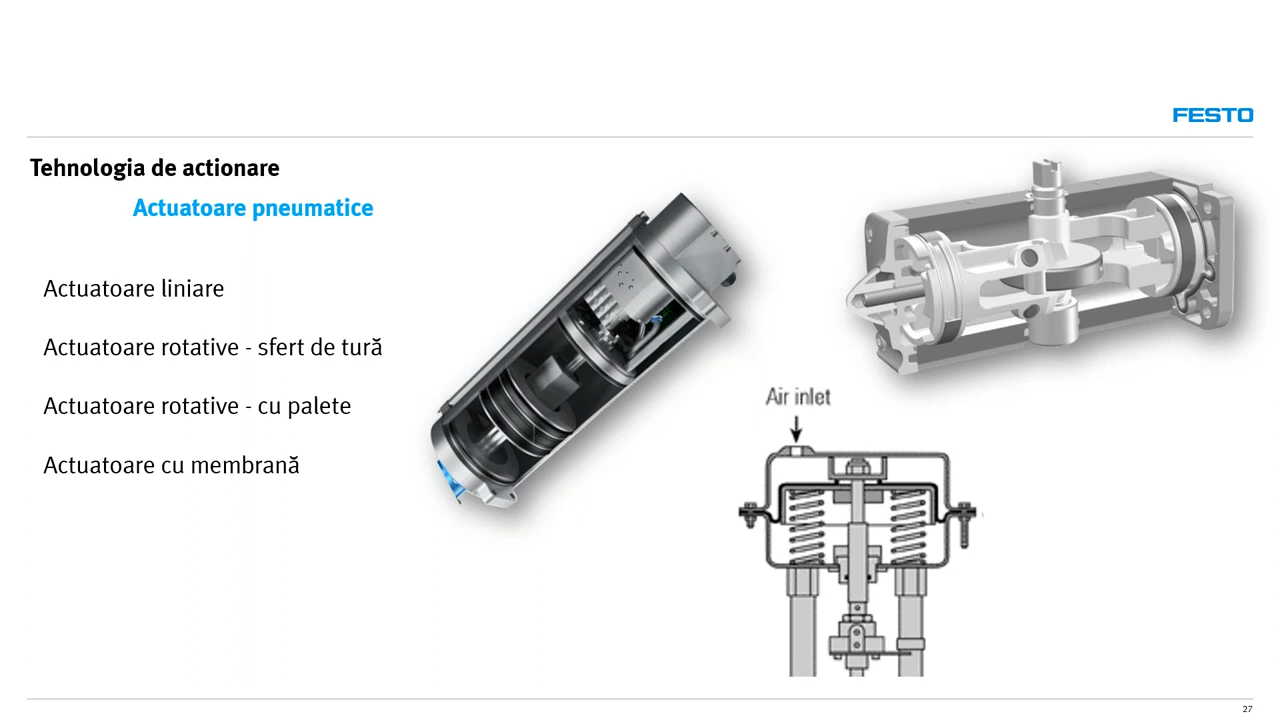 FESTO
Tehnologia de actionare
Actuatoare pneumatice
Actuatoare liniare
Actuatoare rotative - sfert de tură
Actuatoare rotative - cu palete
Actuatoare cu membrană
Air inlet
27